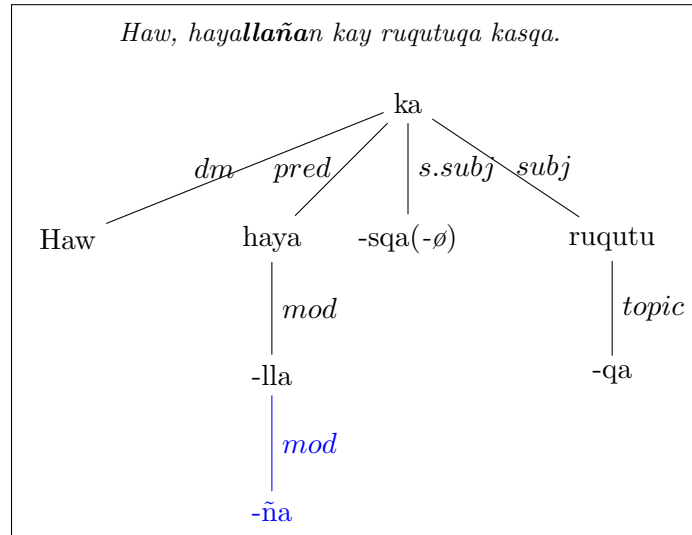 Haw, hayallañan kay ruqutuqa kasqa.
ka
dm pred s.subj subj
Haw haya -sqa(-ø) ruqutu
mod topic
-lla -qa
mod
-ña